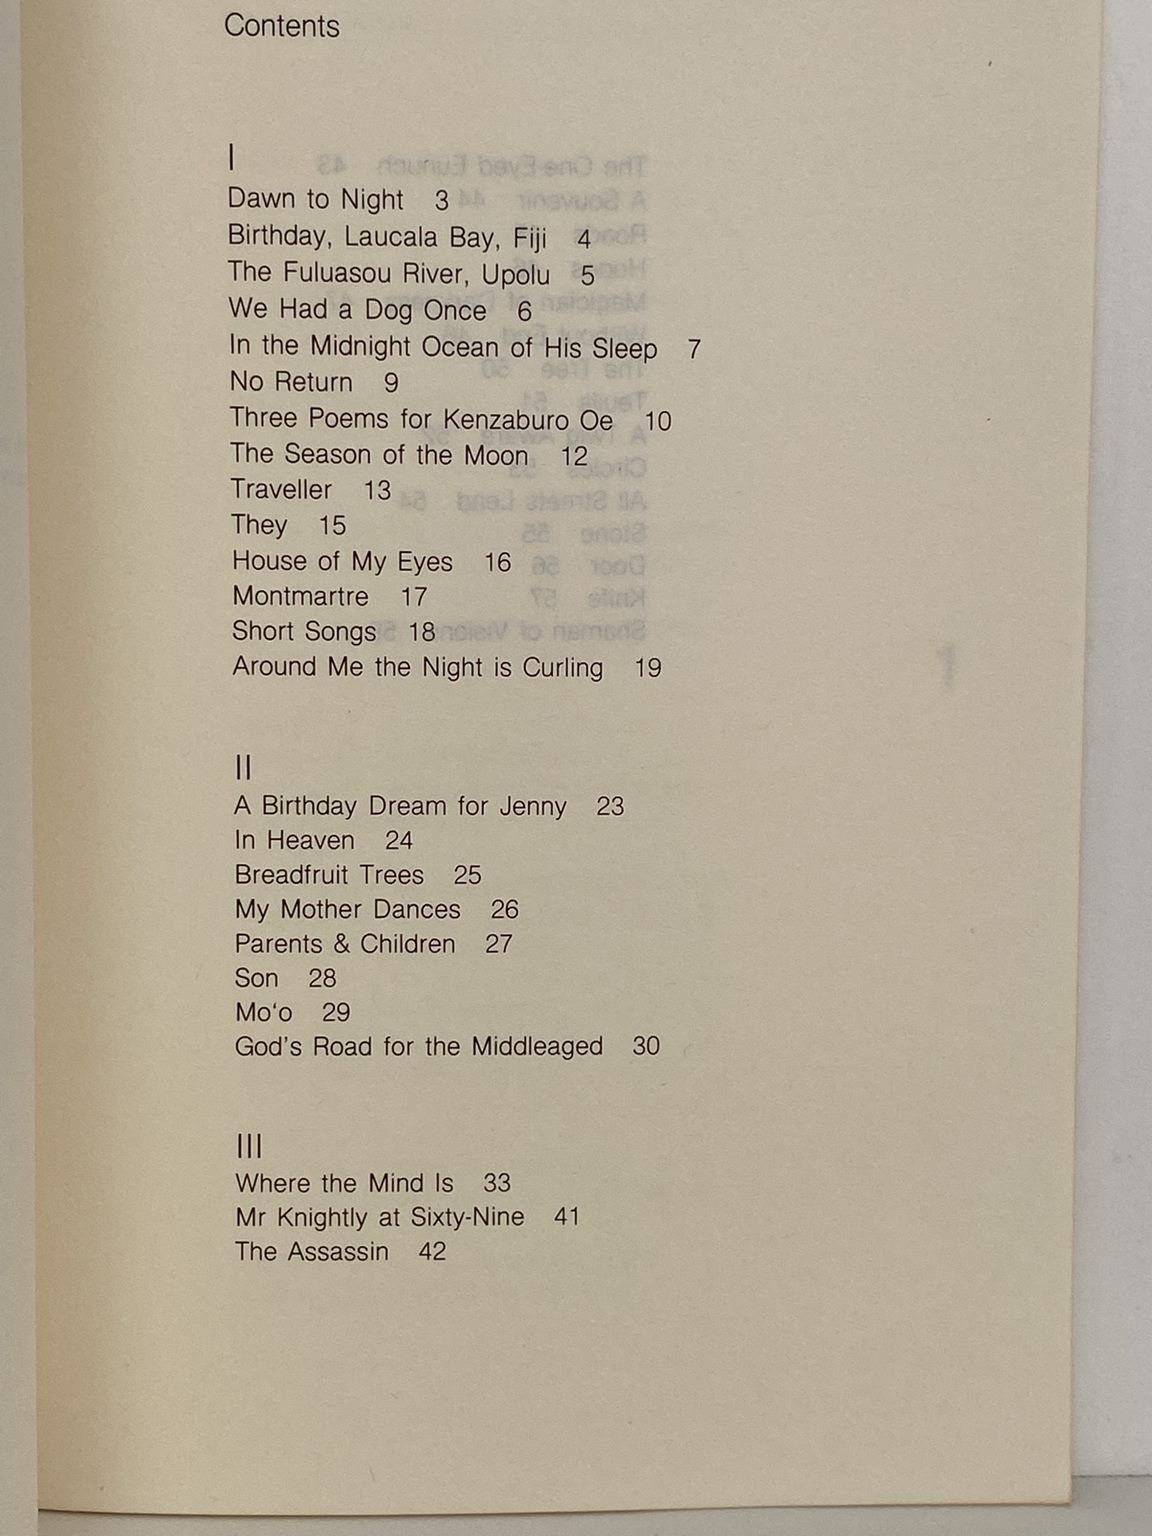 Contents
I
Dawn to Night 3
Birthday, Laucala Bay, Fiji 4
The Fuluasou River, Upolu 5
We Had a Dog Once 6
In the Midnight Ocean of His Sleep 7
No Return 9
Three Poems for Kenzaburo Oe 10
The Season of the Moon 12
Traveller 13
They 15
House of My Eyes 16
Montmartre 17
Short Songs 18
Around Me the Night is Curling 19
II
A Birthday Dream for Jenny 23
In Heaven 24
Breadfruit Trees 25
My Mother Dances 26
Parents & Children 27
Son 28
Mo‘o 29
God's Road for the Middleaged 30
III
Where the Mind Is 33
Mr Knightly at Sixty-Nine 41
The Assassin 42